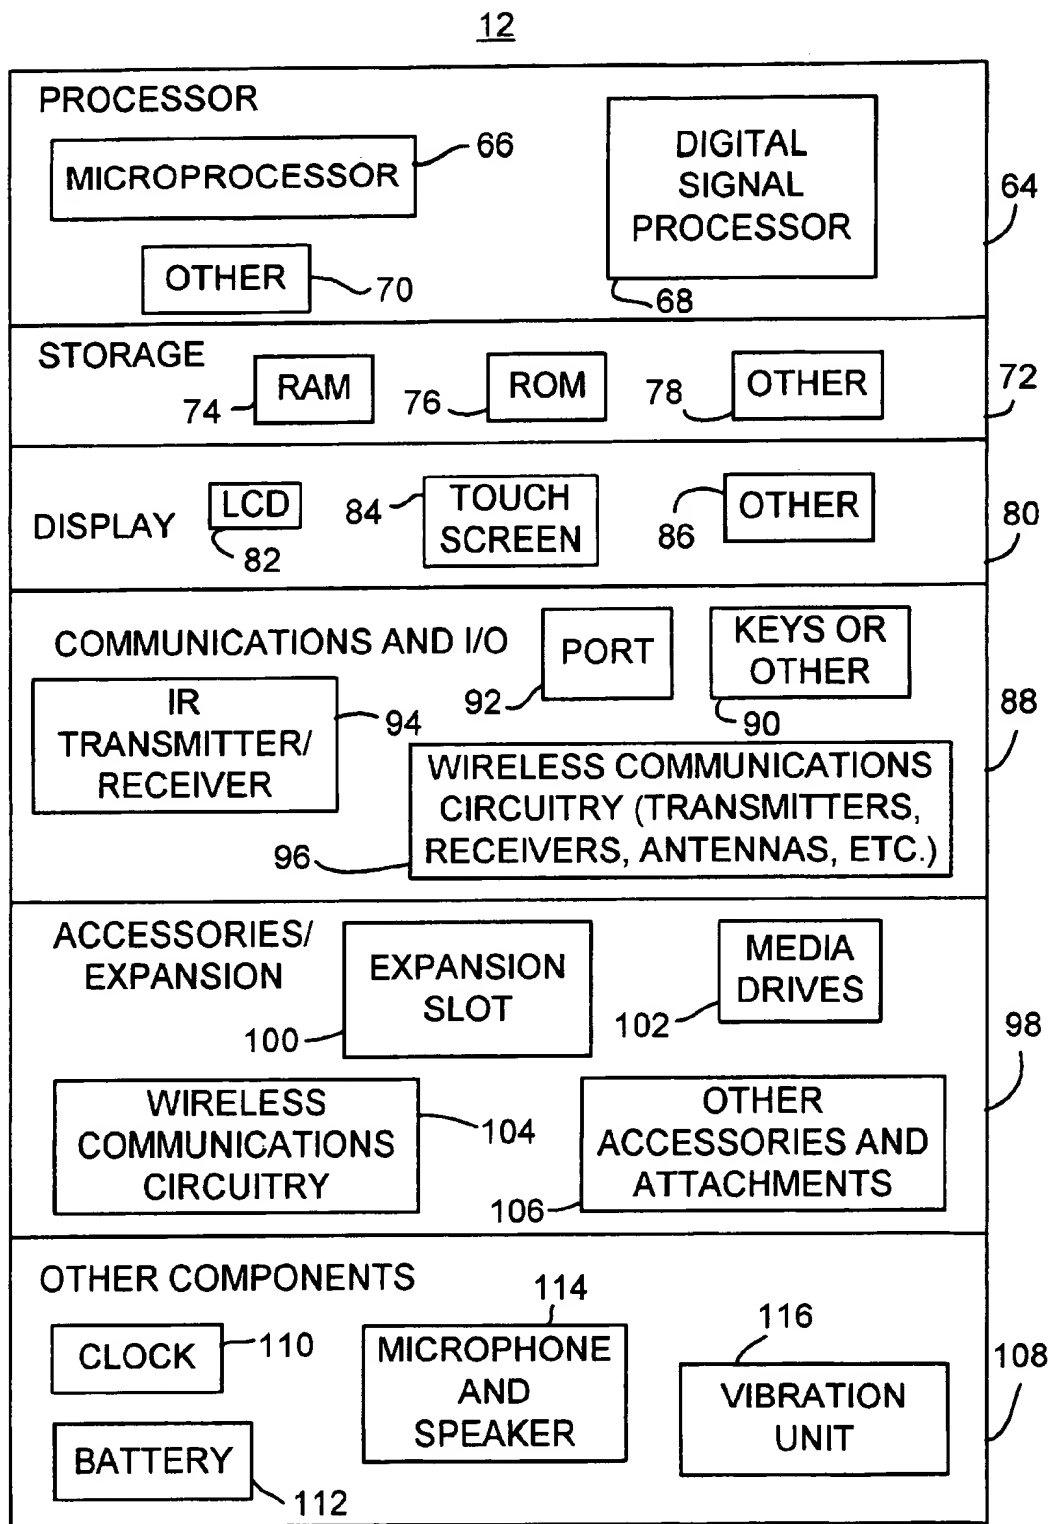 12
PROCESSOR
MICROPROCESSOR
66
DIGITAL
SIGNAL
PROCESSOR
64
OTHER
70
68
STORAGE
RAM
74
ROM
76
OTHER
78
72
DISPLAY
LCD
82
TOUCH
SCREEN
84
OTHER
86
80
COMMUNICATIONS AND I/O
PORT
92
KEYS OR
OTHER
90
88
IR
TRANSMITTER/
RECEIVER
94
WIRELESS COMMUNICATIONS
CIRCUITRY (TRANSMITTERS,
RECEIVERS, ANTENNAS, ETC.)
96
ACCESSORIES/
EXPANSION
EXPANSION
SLOT
100
MEDIA
DRIVES
102
98
WIRELESS
COMMUNICATIONS
CIRCUITRY
104
OTHER
ACCESSORIES AND
ATTACHMENTS
106
OTHER COMPONENTS
CLOCK
110
MICROPHONE
AND
SPEAKER
114
VIBRATION
UNIT
116
108
BATTERY
112